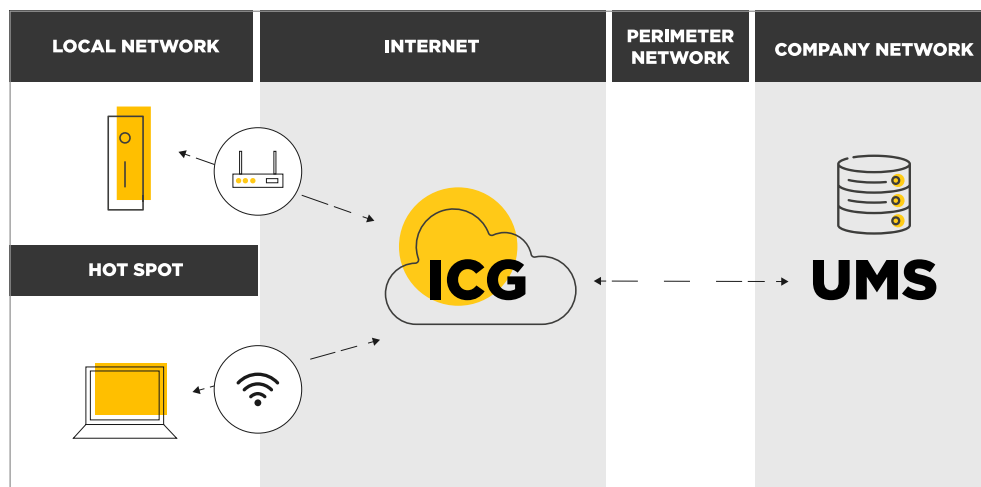 LOCAL NETWORK
INTERNET
PERIMETER
NETWORK
COMPANY NETWORK
HOT SPOT
ICG
UMS